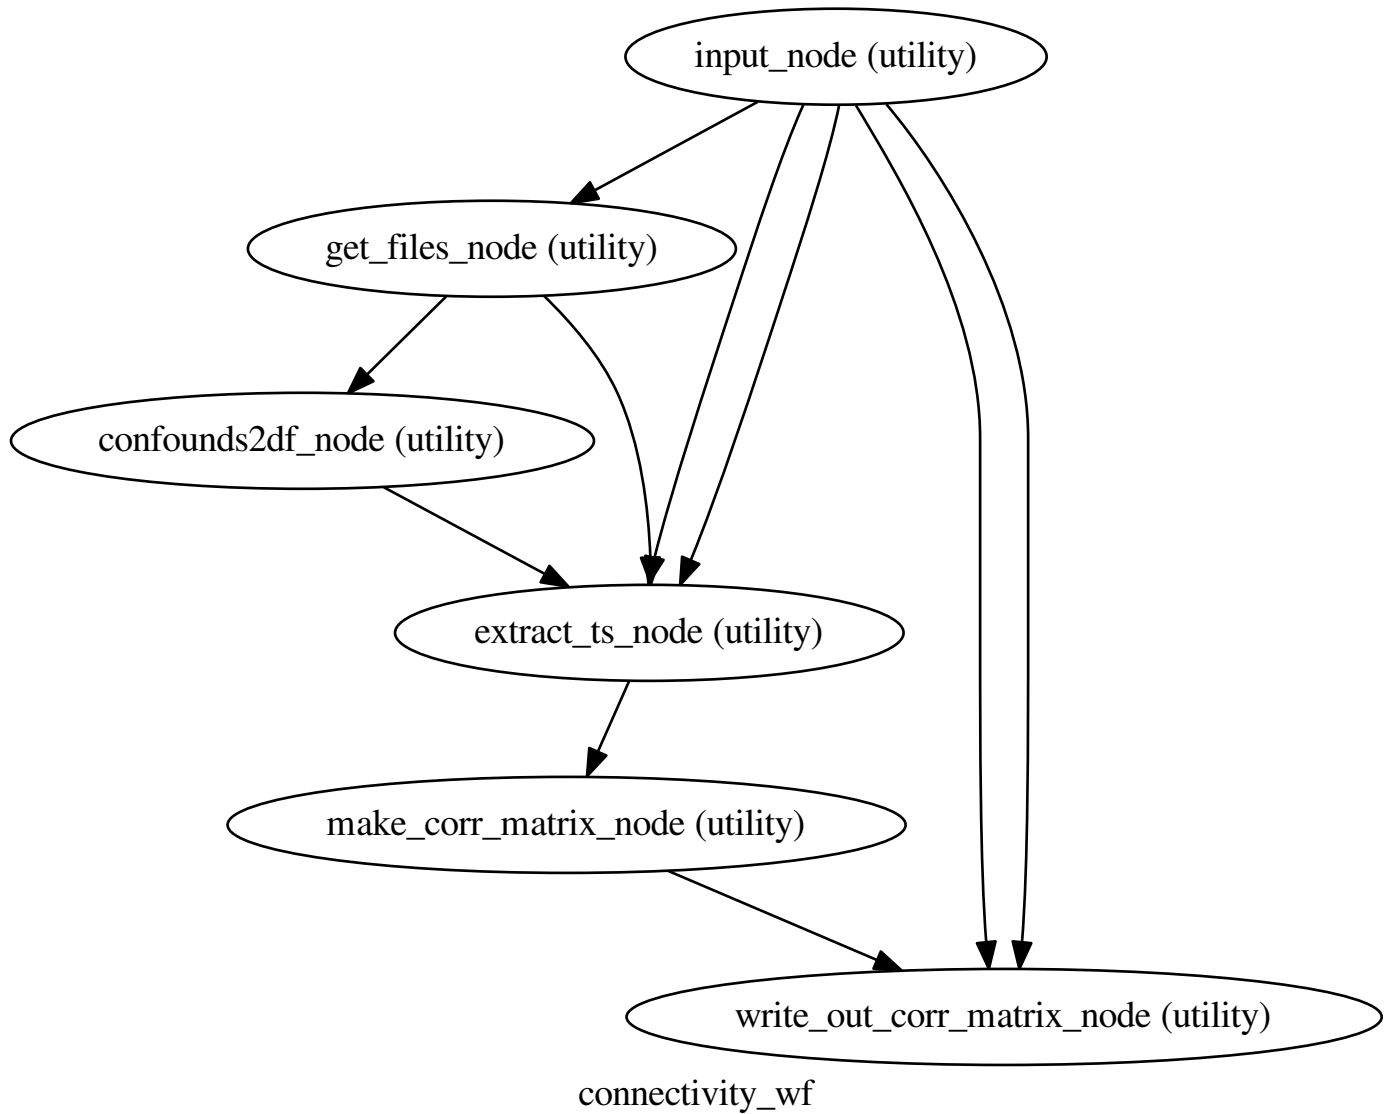 input_node (utility)
get_files_node (utility)
confounds2df_node (utility)
extract_ts_node (utility)
make_corr_matrix_node (utility)
write_out_corr_matrix_node (utility)
connectivity_wf